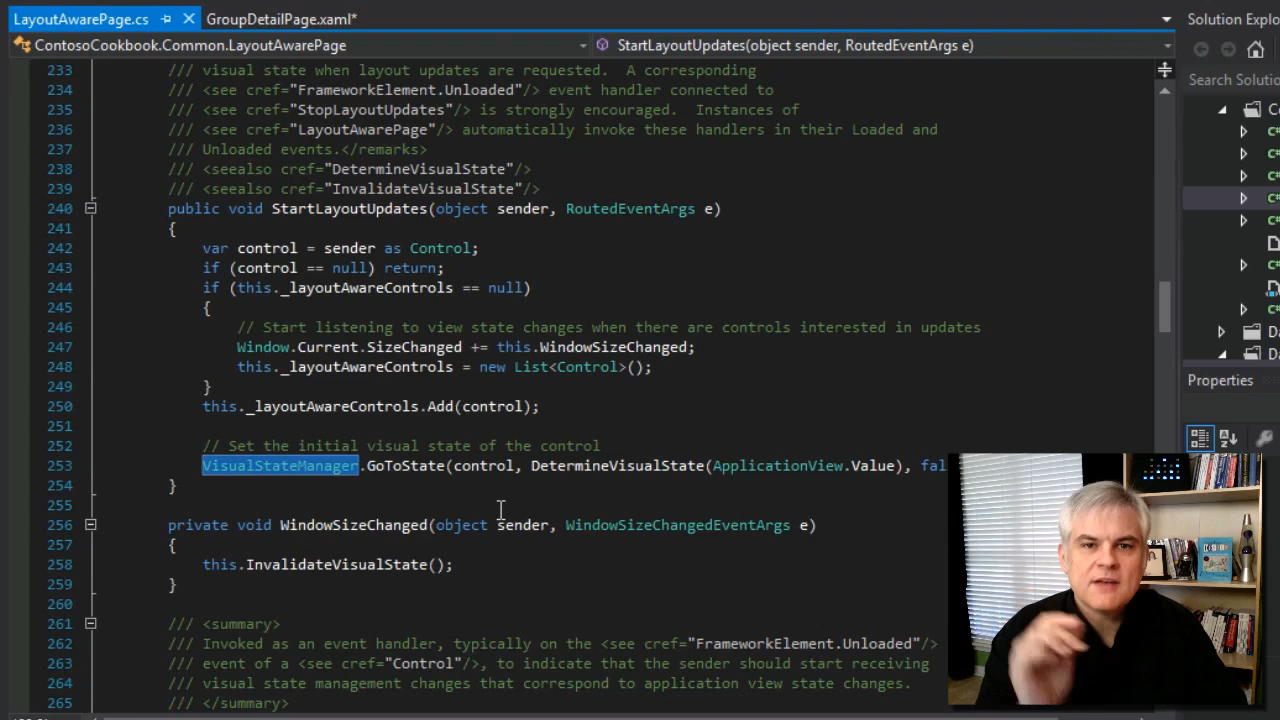 LayoutAwarePage.cs
GroupDetailPage.xaml*
Solution Explo
ContosoCookbook.Common.LayoutAwarePage
StartLayoutUpdates(object sender, RoutedEventArgs e)
Search Solutio
233 /// visual state when layout updates are requested.  A corresponding
234 /// <see cref="FrameworkElement.Unloaded"/> event handler connected to
235 /// <see cref="StopLayoutUpdates"/> is strongly encouraged.  Instances of
236 /// <see cref="LayoutAwarePage"/> automatically invoke these handlers in their Loaded and
237 /// Unloaded events.</remarks>
238 /// <seealso cref="DetermineVisualState"/>
239 /// <seealso cref="InvalidateVisualState"/>
240 public void StartLayoutUpdates(object sender, RoutedEventArgs e)
241 {
242 var control = sender as Control;
243 if (control == null) return;
244 if (this._layoutAwareControls == null)
245 {
246 // Start listening to view state changes when there are controls interested in updates
247 Window.Current.SizeChanged += this.WindowSizeChanged;
248 this._layoutAwareControls = new List<Control>();
249 }
250 this._layoutAwareControls.Add(control);
251
252 // Set the initial visual state of the control
253 VisualStateManager.GoToState(control, DetermineVisualState(ApplicationView.Value), fal
254 }
255
256 private void WindowSizeChanged(object sender, WindowSizeChangedEventArgs e)
257 {
258 this.InvalidateVisualState();
259 }
260
261 /// <summary>
262 /// Invoked as an event handler, typically on the <see cref="FrameworkElement.Unloaded"/>
263 /// event of a <see cref="Control"/>, to indicate that the sender should start receiving
264 /// visual state management changes that correspond to application view state changes.
265 /// </summary>
Properties